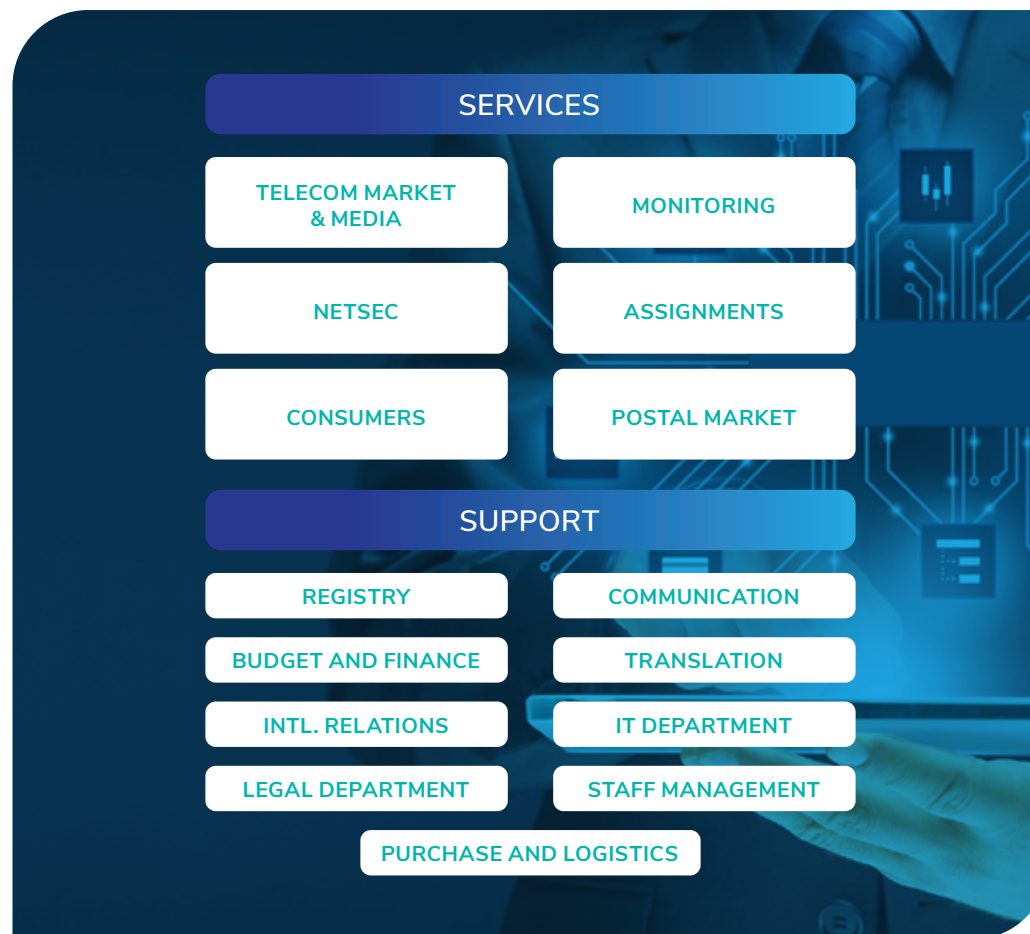 SERVICES
TELECOM MARKET
& MEDIA
MONITORING
NETSEC
ASSIGNMENTS
CONSUMERS
POSTAL MARKET
SUPPORT
REGISTRY
COMMUNICATION
BUDGET AND FINANCE
TRANSLATION
INTL. RELATIONS
IT DEPARTMENT
LEGAL DEPARTMENT
STAFF MANAGEMENT
PURCHASE AND LOGISTICS